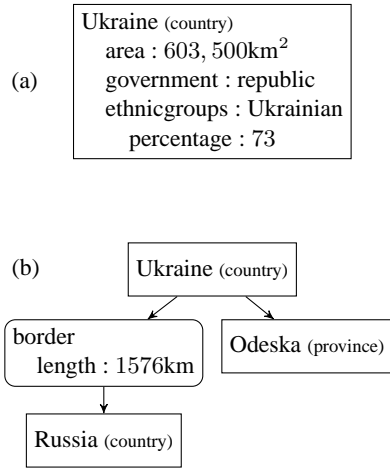 (a)
Ukraine (country)
area : 603, 500km²
government : republic
ethnicgroups : Ukrainian
percentage : 73
(b)
Ukraine (country)
border
length : 1576km
Odeska (province)
Russia (country)